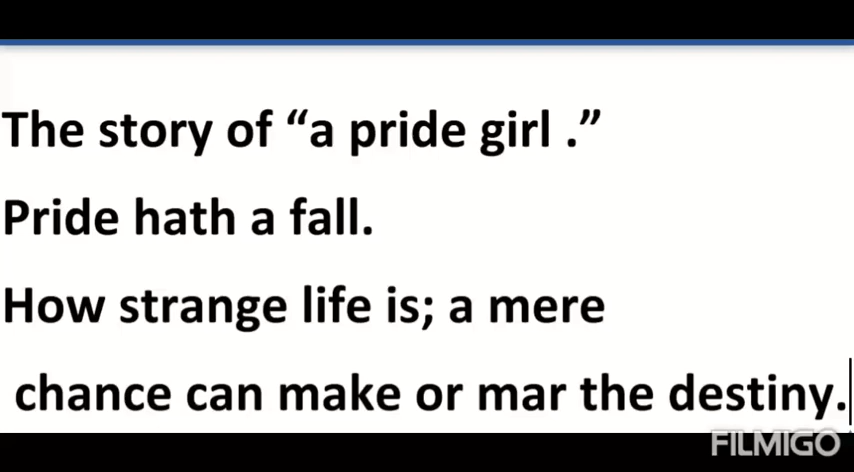 The story of “a pride girl .”
Pride hath a fall.
How strange life is; a mere
chance can make or mar the destiny.
FILMIGO